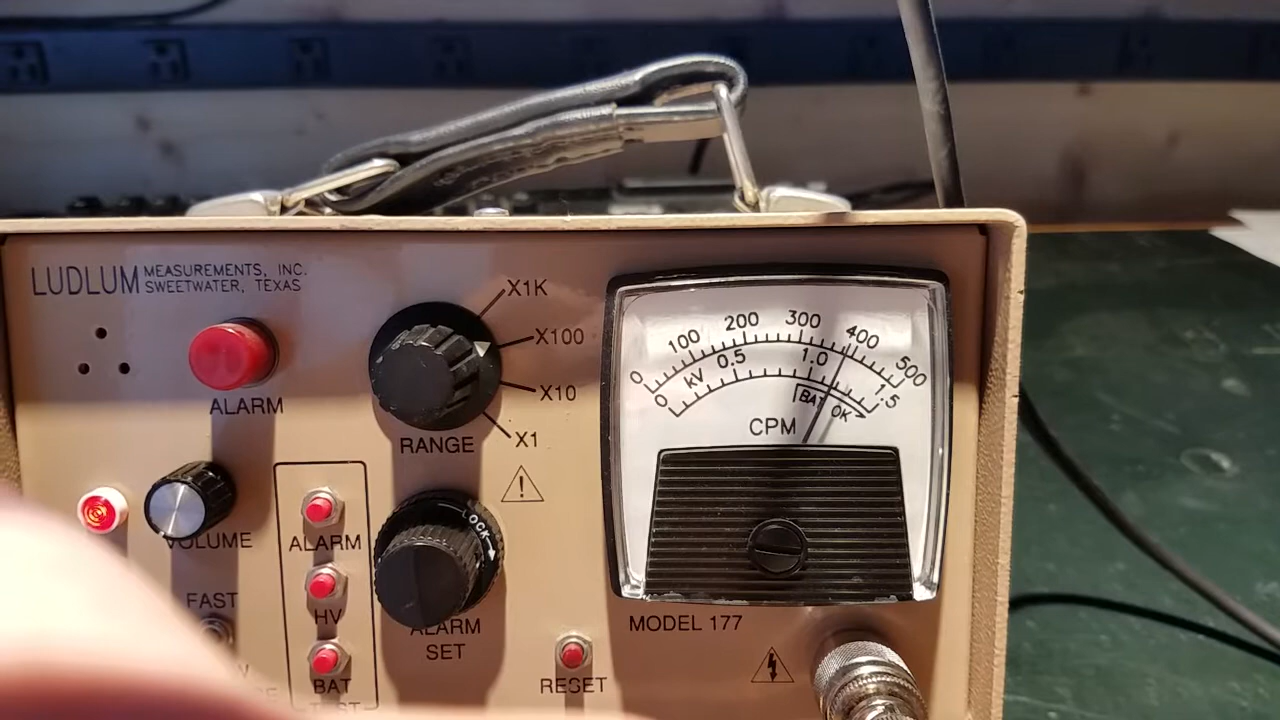 LUDLUM MEASUREMENTS, INC.
SWEETWATER, TEXAS
ALARM
X1K
X100
X10
X1
RANGE
0 100 200 300 400 500
kV 0 0.5 1.0 1.5
BAT OK
CPM
VOLUME
ALARM
HV
BAT
FAST
LOCK
ALARM
SET
RESET
MODEL 177